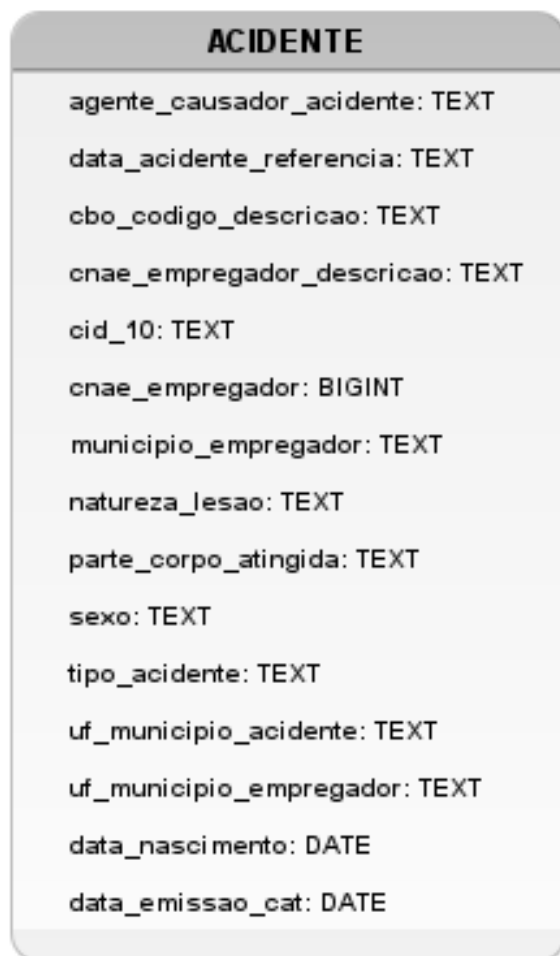 ACIDENTE
agente_causador_acidente: TEXT
data_acidente_referencia: TEXT
cbo_codigo_descricao: TEXT
cnae_empregador_descricao: TEXT
cid_10: TEXT
cnae_empregador: BIGINT
municipio_empregador: TEXT
natureza_lesao: TEXT
parte_corpo_atingida: TEXT
sexo: TEXT
tipo_acidente: TEXT
uf_municipio_acidente: TEXT
uf_municipio_empregador: TEXT
data_nascimento: DATE
data_emissao_cat: DATE